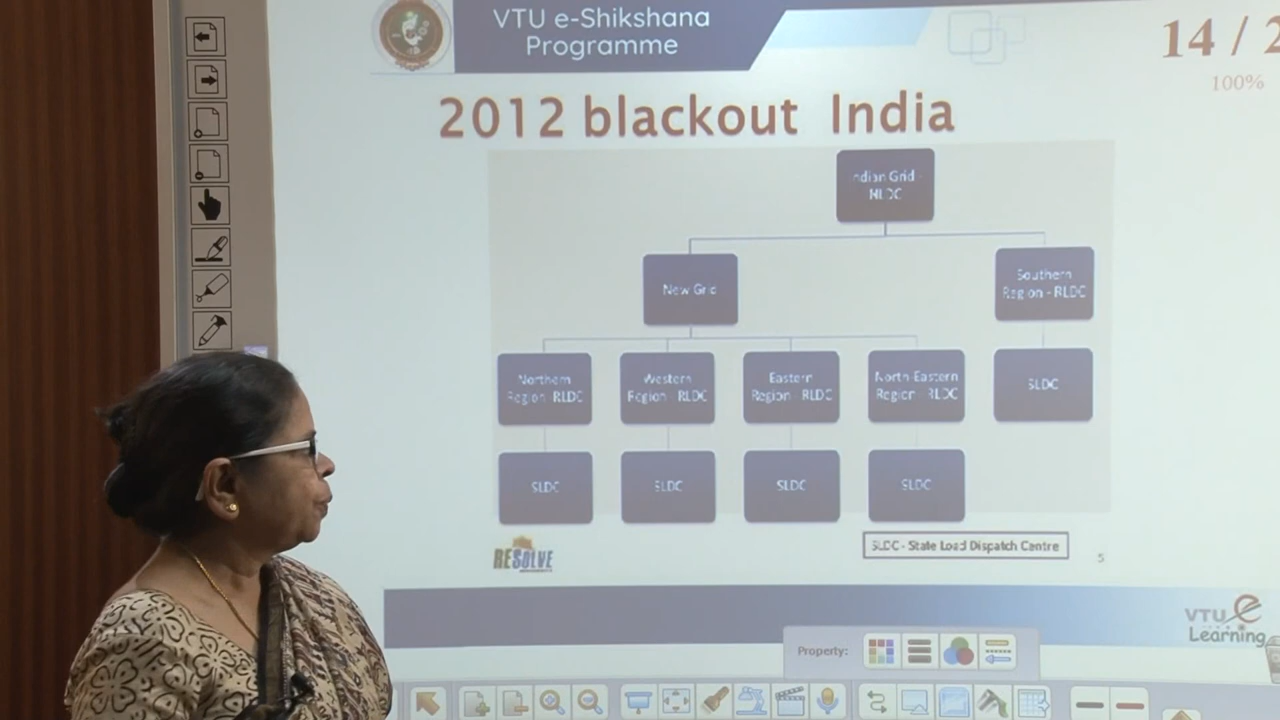 VTU e-Shikshana
Programme
14 / 2
100%
2012 blackout India
Indian Grid -
NLDC
New Grid
Southern
Region - RLDC
Northern
Region - RLDC
Western
Region - RLDC
Eastern
Region - RLDC
North-Eastern
Region - RLDC
SLDC
SLDC
SLDC
SLDC
SLDC
RESOLVE
SLDC - State Load Dispatch Centre
5
VTU e
Learning
Property: